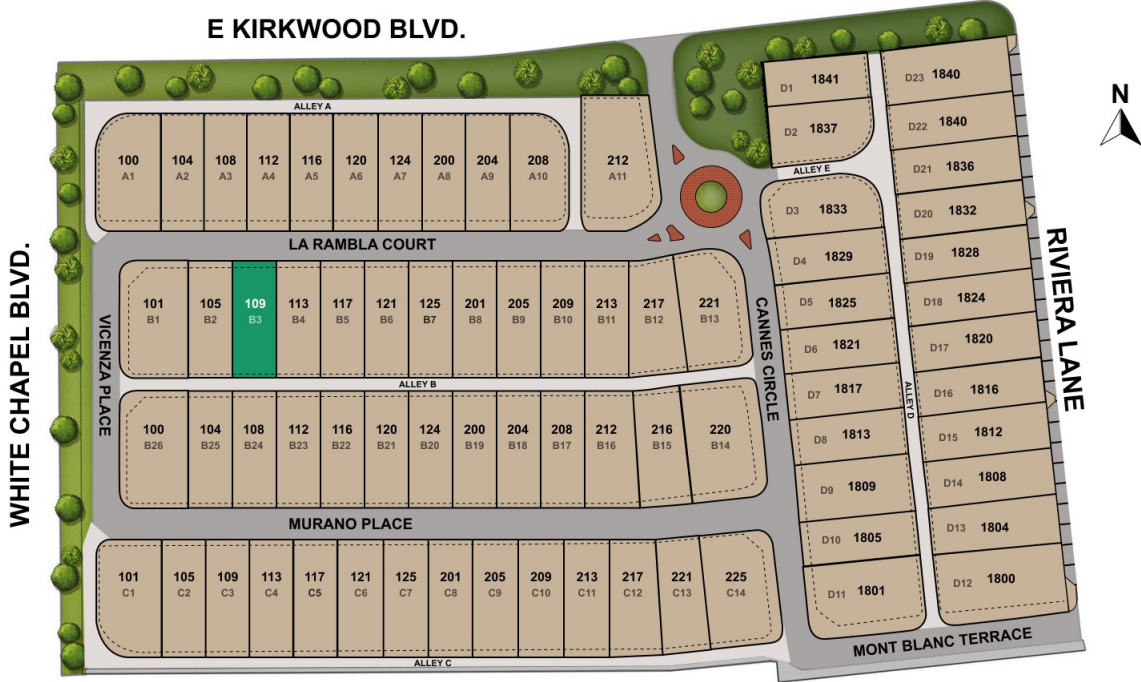 E KIRKWOOD BLVD.
N
WHITE CHAPEL BLVD.
ALLEY A
100 104 108 112 116 120 124 200 204 208 212
A1 A2 A3 A4 A5 A6 A7 A8 A9 A10 A11
LA RAMBLA COURT
101 105 109 113 117 121 125 201 205 209 213 217 221
B1 B2 B3 B4 B5 B6 B7 B8 B9 B10 B11 B12 B13
VICENZA PLACE
ALLEY B
100 104 108 112 116 120 124 200 204 208 212 216 220
B26 B25 B24 B23 B22 B21 B20 B19 B18 B17 B16 B15 B14
MURANO PLACE
101 105 109 113 117 121 125 201 205 209 213 217 221 225
C1 C2 C3 C4 C5 C6 C7 C8 C9 C10 C11 C12 C13 C14
ALLEY C
CANNES CIRCLE
D1 1841
D2 1837
ALLEY E
D3 1833
D4 1829
D5 1825
D6 1821
D7 1817
D8 1813
D9 1809
D10 1805
D11 1801
ALLEY D
D23 1840
D22 1840
D21 1836
D20 1832
D19 1828
D18 1824
D17 1820
D16 1816
D15 1812
D14 1808
D13 1804
D12 1800
RIVIERA LANE
MONT BLANC TERRACE